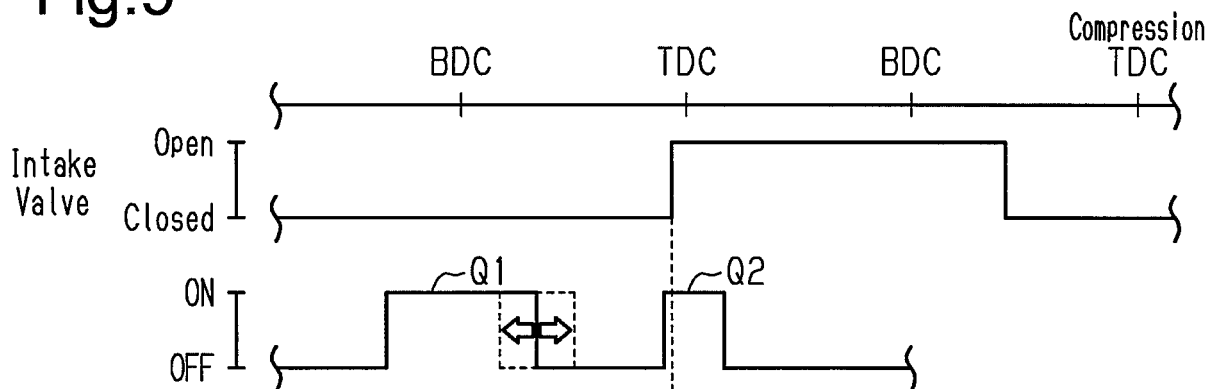 Fig.5
Compression
BDC TDC BDC TDC
Intake
Valve
Open
Closed
ON
OFF
Q1
Q2